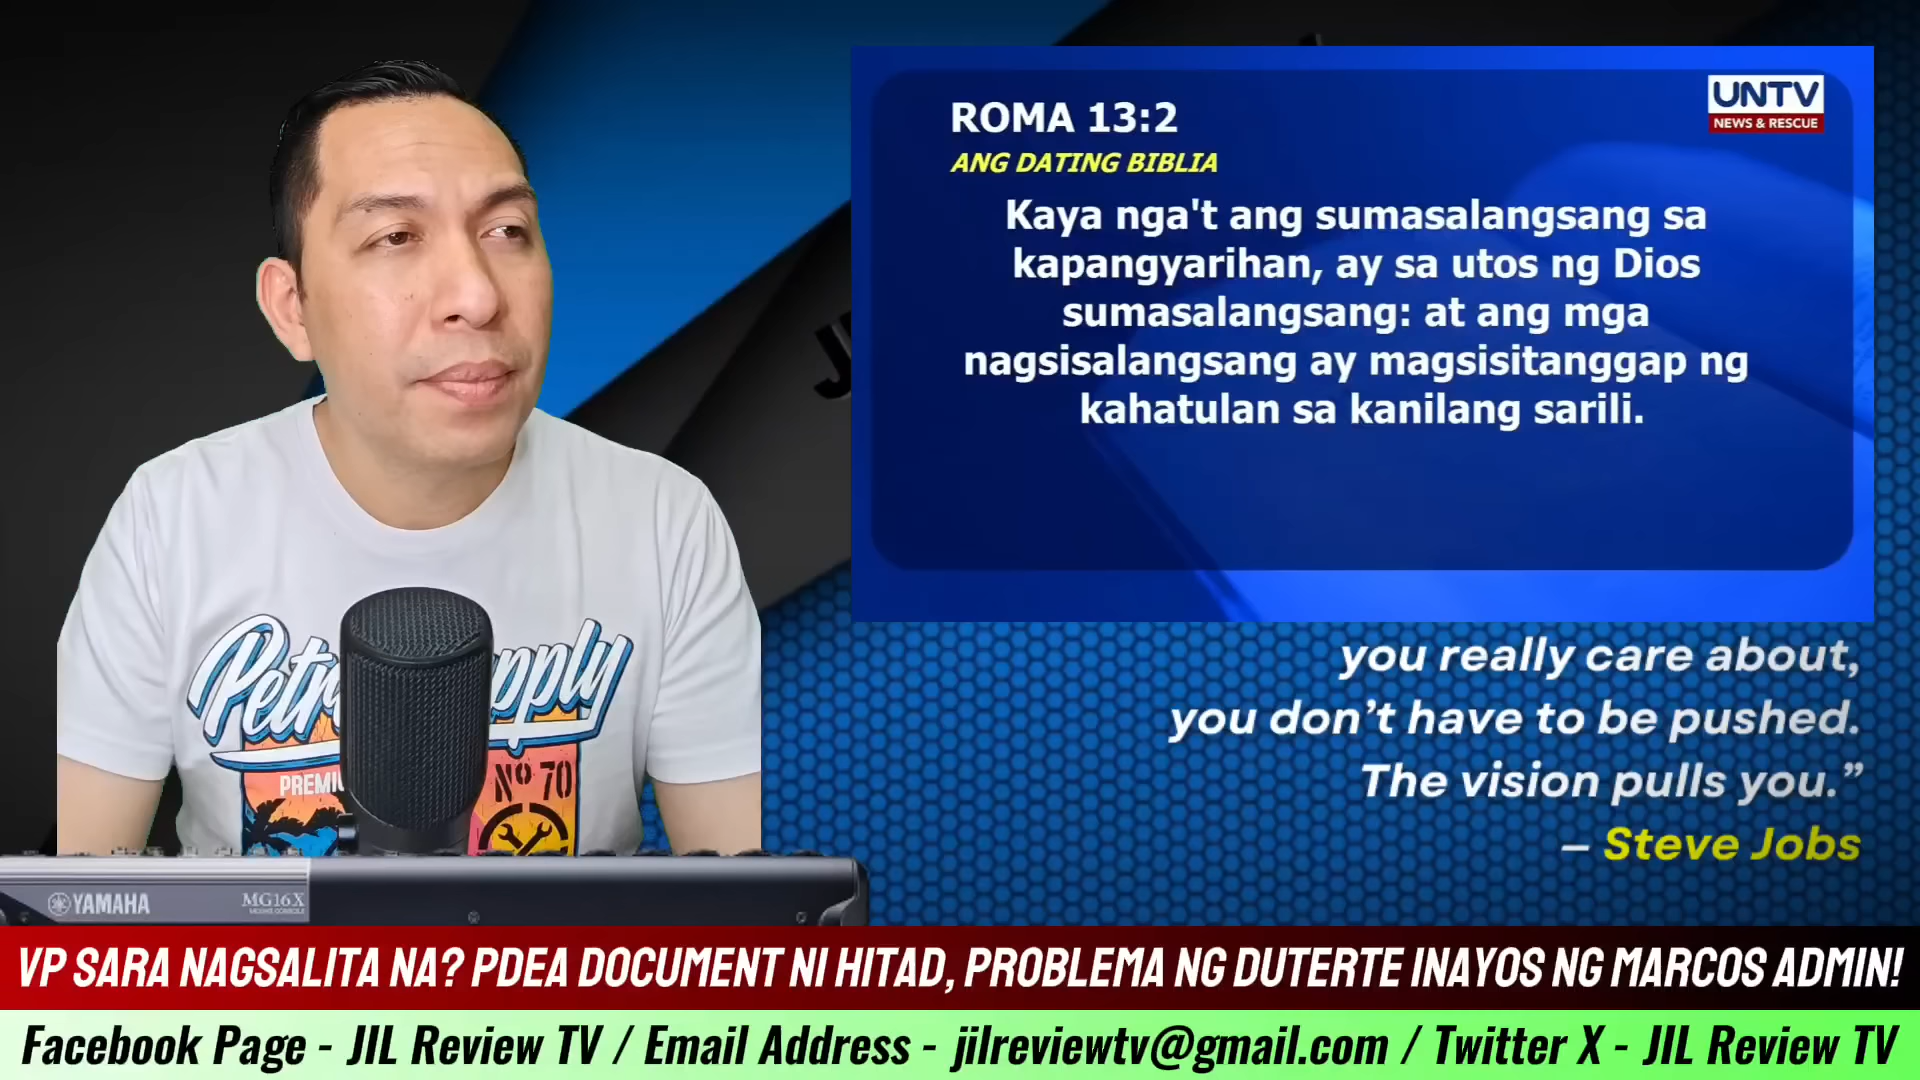 ROMA 13:2
ANG DATING BIBLIA
Kaya nga't ang sumasalangsang sa
kapangyarihan, ay sa utos ng Dios
sumasalangsang: at ang mga
nagsisalangsang ay magsisitanggap ng
kahatulan sa kanilang sarili.
UNTV
NEWS & RESCUE
you really care about,
you don't have to be pushed.
The vision pulls you.”
– Steve Jobs
Nº 70
YAMAHA
MG16X
VP SARA NAGSALITA NA? PDEA DOCUMENT NI HITAD, PROBLEMA NG DUTERTE INAYOS NG MARCOS ADMIN!
Facebook Page - JIL Review TV / Email Address - jilreviewtv@gmail.com / Twitter X - JIL Review TV